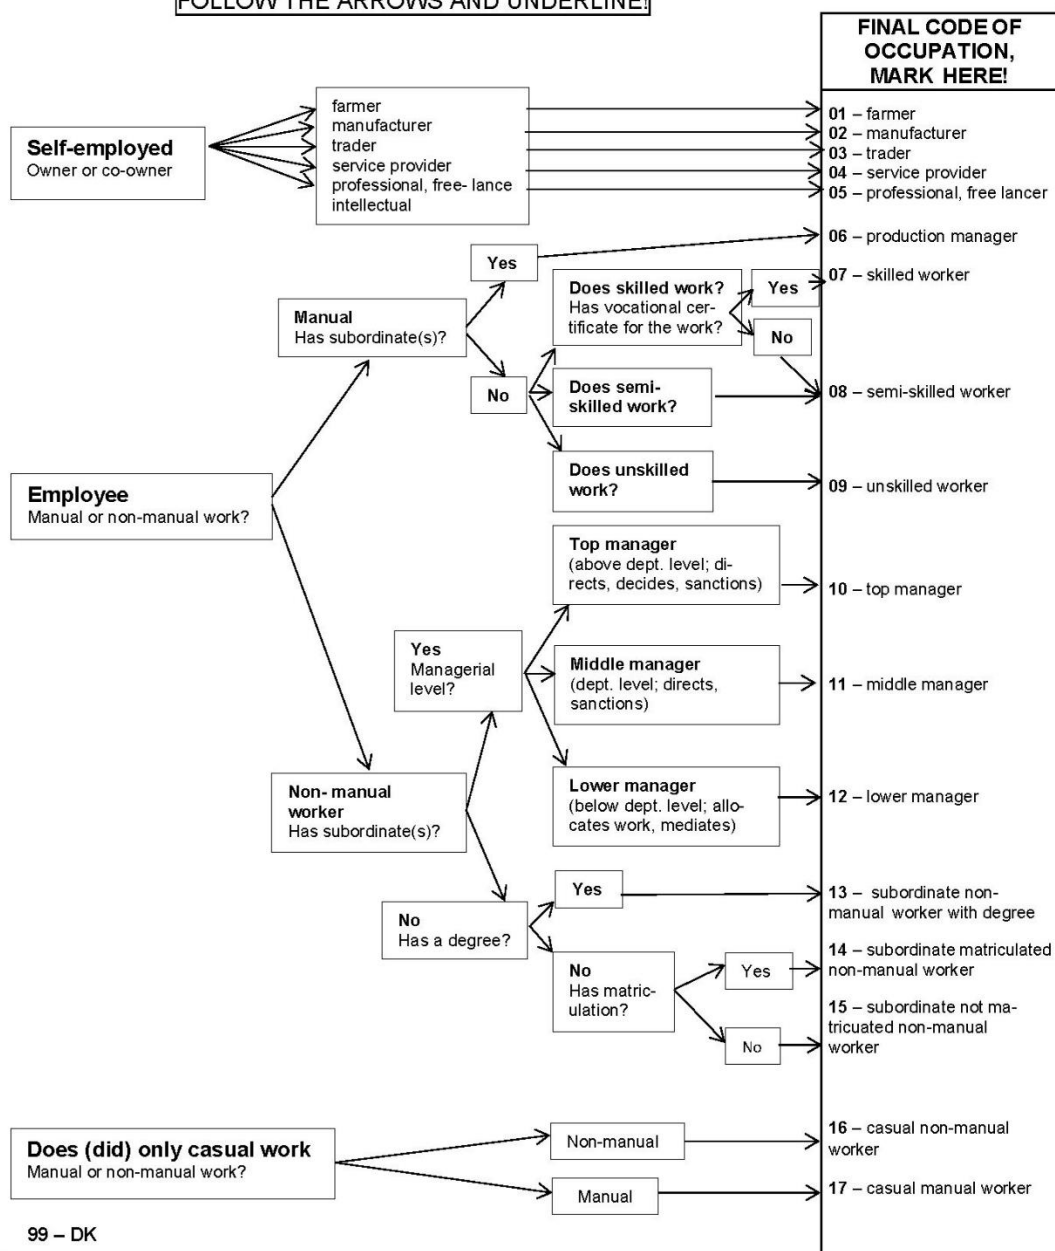 FOLLOW THE ARROWS AND UNDERLINE!
FINAL CODE OF
OCCUPATION,
MARK HERE!
Self-employed
Owner or co-owner
farmer
manufacturer
trader
service provider
professional, free- lance
intellectual
01 – farmer
02 – manufacturer
03 – trader
04 – service provider
05 – professional, free lancer
06 – production manager
Yes
Manual
Has subordinate(s)?
No
Does skilled work?
Has vocational cer-
tificate for the work?
Yes
No
07 – skilled worker
Does semi-
skilled work?
08 – semi-skilled worker
Does unskilled
work?
09 – unskilled worker
Employee
Manual or non-manual work?
Top manager
(above dept. level; di-
rects, decides, sanctions)
10 – top manager
Yes
Managerial
level?
Middle manager
(dept. level; directs,
sanctions)
11 – middle manager
Non- manual
worker
Has subordinate(s)?
Lower manager
(below dept. level; allo-
cates work, mediates)
12 – lower manager
No
Has a degree?
Yes
13 – subordinate non-
manual worker with degree
No
Has matric-
ulation?
Yes
14 – subordinate matriculated
non-manual worker
No
15 – subordinate not ma-
tricuated non-manual
worker
Does (did) only casual work
Manual or non-manual work?
Non-manual
16 – casual non-manual
worker
Manual
17 – casual manual worker
99 – DK